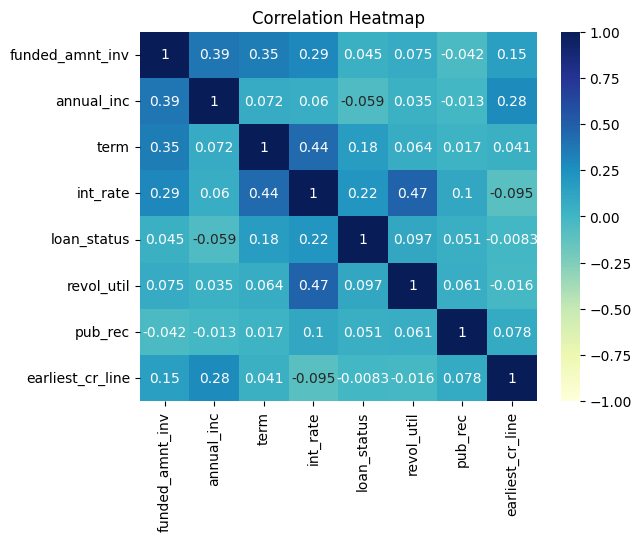 Correlation Heatmap
funded_amnt_inv 1 0.39 0.35 0.29 0.045 0.075 -0.042 0.15
annual_inc 0.39 1 0.072 0.06 -0.059 0.035 -0.013 0.28
term 0.35 0.072 1 0.44 0.18 0.064 0.017 0.041
int_rate 0.29 0.06 0.44 1 0.22 0.47 0.1 -0.095
loan_status 0.045 -0.059 0.18 0.22 1 0.097 0.051 -0.0083
revol_util 0.075 0.035 0.064 0.47 0.097 1 0.061 -0.016
pub_rec -0.042 -0.013 0.017 0.1 0.051 0.061 1 0.078
earliest_cr_line 0.15 0.28 0.041 -0.095 -0.0083 -0.016 0.078 1
funded_amnt_inv
annual_inc
term
int_rate
loan_status
revol_util
pub_rec
earliest_cr_line
1.00
0.75
0.50
0.25
0.00
−0.25
−0.50
−0.75
−1.00